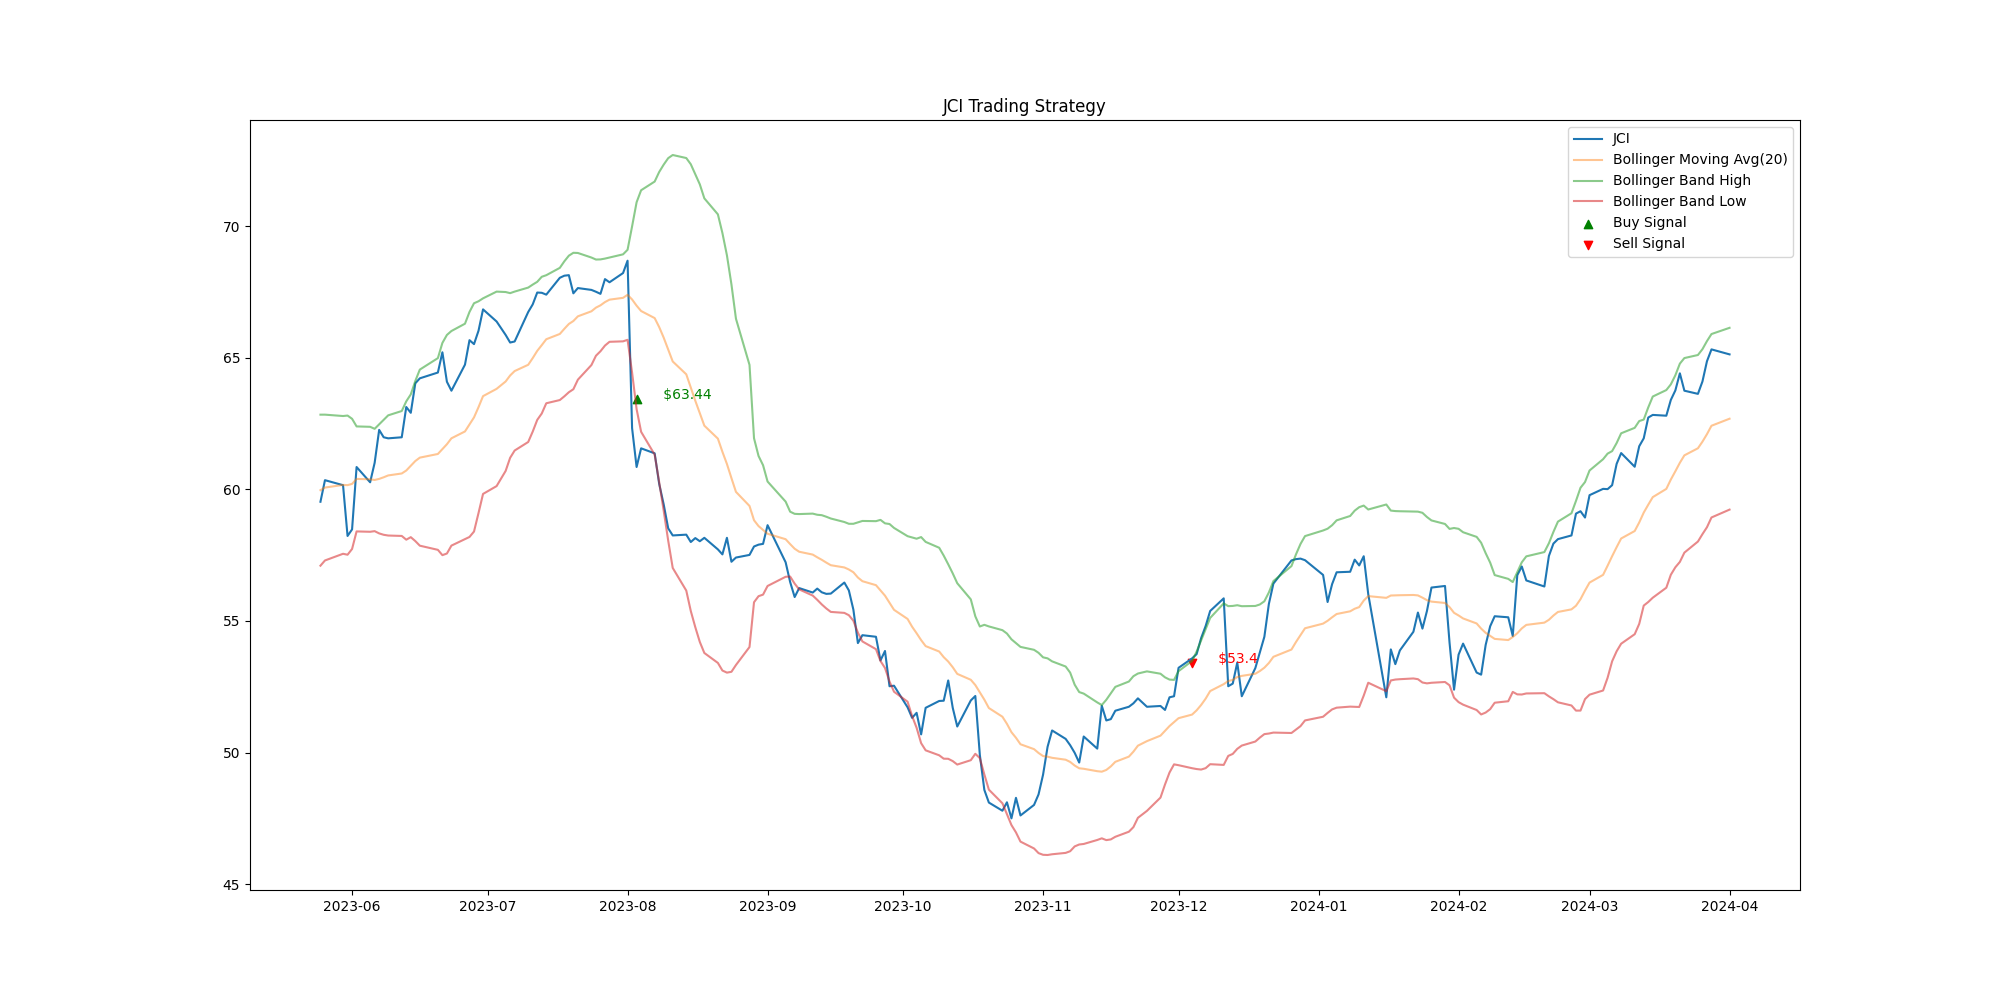 JCI Trading Strategy
JCI
Bollinger Moving Avg(20)
Bollinger Band High
Bollinger Band Low
Buy Signal
Sell Signal
70
65
60
55
50
45
$63.44
$53.4
2023-06
2023-07
2023-08
2023-09
2023-10
2023-11
2023-12
2024-01
2024-02
2024-03
2024-04